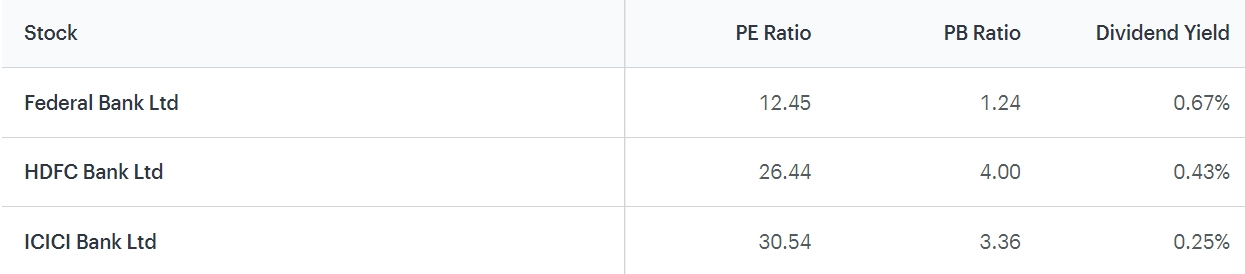 Stock PE Ratio PB Ratio Dividend Yield
Federal Bank Ltd 12.45 1.24 0.67%
HDFC Bank Ltd 26.44 4.00 0.43%
ICICI Bank Ltd 30.54 3.36 0.25%